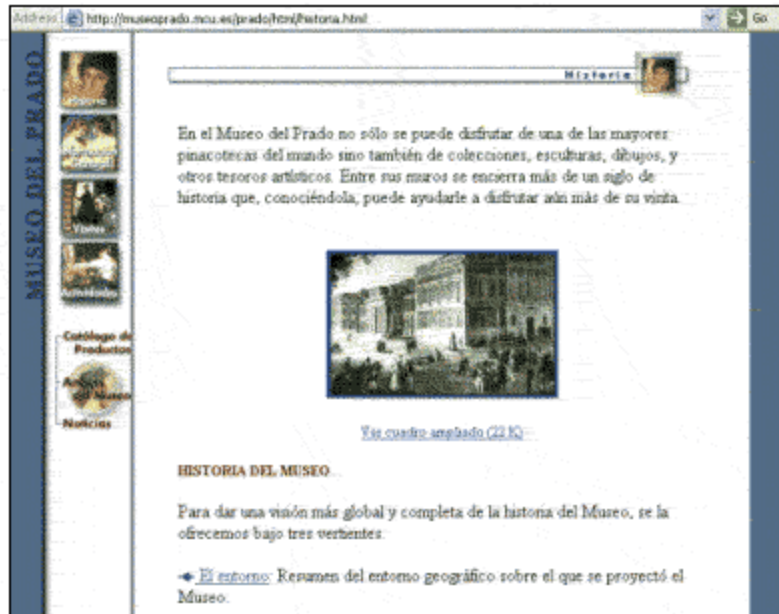 Address http://museoprado.mcu.es/prado/html/historia.html Go
MUSEO DEL PRADO
Historia
En el Museo del Prado no sólo se puede disfrutar de una de las mayores
pinacotecas del mundo sino también de colecciones, esculturas, dibujos, y
otros tesoros artísticos. Entre sus muros se encierra más de un siglo de
historia que, conociéndola, puede ayudarle a disfrutar aún más de su visita.
Visitas
Actividades
Catálogo de
Productos
Amigos
del Museo
Noticias
Ver cuadro ampliado (22 K)
HISTORIA DEL MUSEO
Para dar una visión más global y completa de la historia del Museo, se la
ofrecemos bajo tres vertientes:
El entorno: Resumen del entorno geográfico sobre el que se proyectó el
Museo.